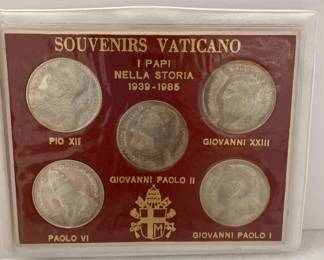 SOUVENIRS VATICANO
I PAPI
NELLA STORIA
1939-1985
PIO XII
GIOVANNI XXIII
GIOVANNI PAOLO II
PAOLO VI
GIOVANNI PAOLO I
M